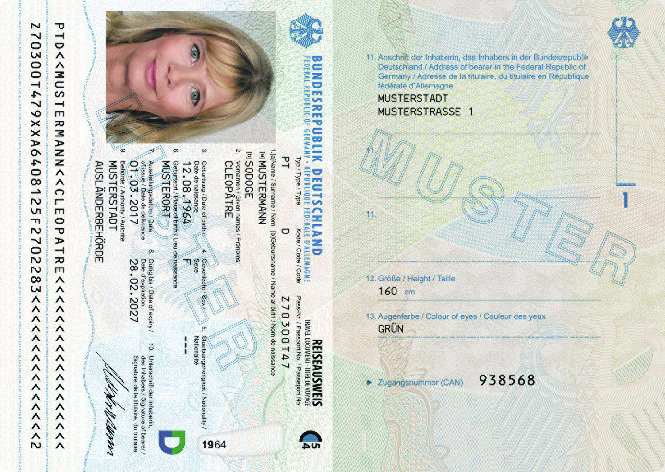 BUNDESREPUBLIK DEUTSCHLAND
FEDERAL REPUBLIC OF GERMANY • RÉPUBLIQUE FÉDÉRALE D'ALLEMAGNE
REISEAUSWEIS
TRAVEL DOCUMENT • TITRE DE VOYAGE
Typ / Type / Type
Kode / Code / Code
Pass-Nr. / Passport No. / Passeport No
PT D Z70300T47
1.[a]Name / Surname / Nom [b]Geburtsname / Name at birth / Nom de naissance
[a] MUSTERMANN
[b] SODOGE
2. Vornamen / Given names / Prénoms
CLEOPÂTRE
3. Geburtstag / Date of birth /
Date de naissance
4. Geschlecht / Sex /
Sexe
5. Staatsangehörigkeit / Nationality /
Nationalité
12.08.1964 F ---
6. Geburtsort / Place of birth / Lieu de naissance
MUSTERORT
7. Ausstellungsdatum / Date
of issue / Date de délivrance
8. Gültig bis / Date of expiry /
Date d'expiration
01.03.2017 28.02.2027
9. Behörde / Authority / Autorité
MUSTERSTADT
AUSLÄNDERBEHÖRDE
10. Unterschrift der Inhaberin,
des Inhabers / Signature of bearer /
Signature de la titulaire, du titulaire
D
1964
PTD<<MUSTERMANN<<CLEOPATRE<<<<<<<<<<<<<<<<<<
Z70300T479XXA6408125F2702283<<<<<<<<<<<<<<<2
MUSTER
11. Anschrift der Inhaberin, des Inhabers in der Bundesrepublik
Deutschland / Address of bearer in the Federal Republic of
Germany / Adresse de la titulaire, du titulaire en République
fédérale d'Allemagne
MUSTERSTADT
MUSTERSTRASSE 1
11.
11.
12. Größe / Height / Taille
160 cm
13. Augenfarbe / Colour of eyes / Couleur des yeux
GRÜN
► Zugangsnummer (CAN) 938568
1
MUSTER